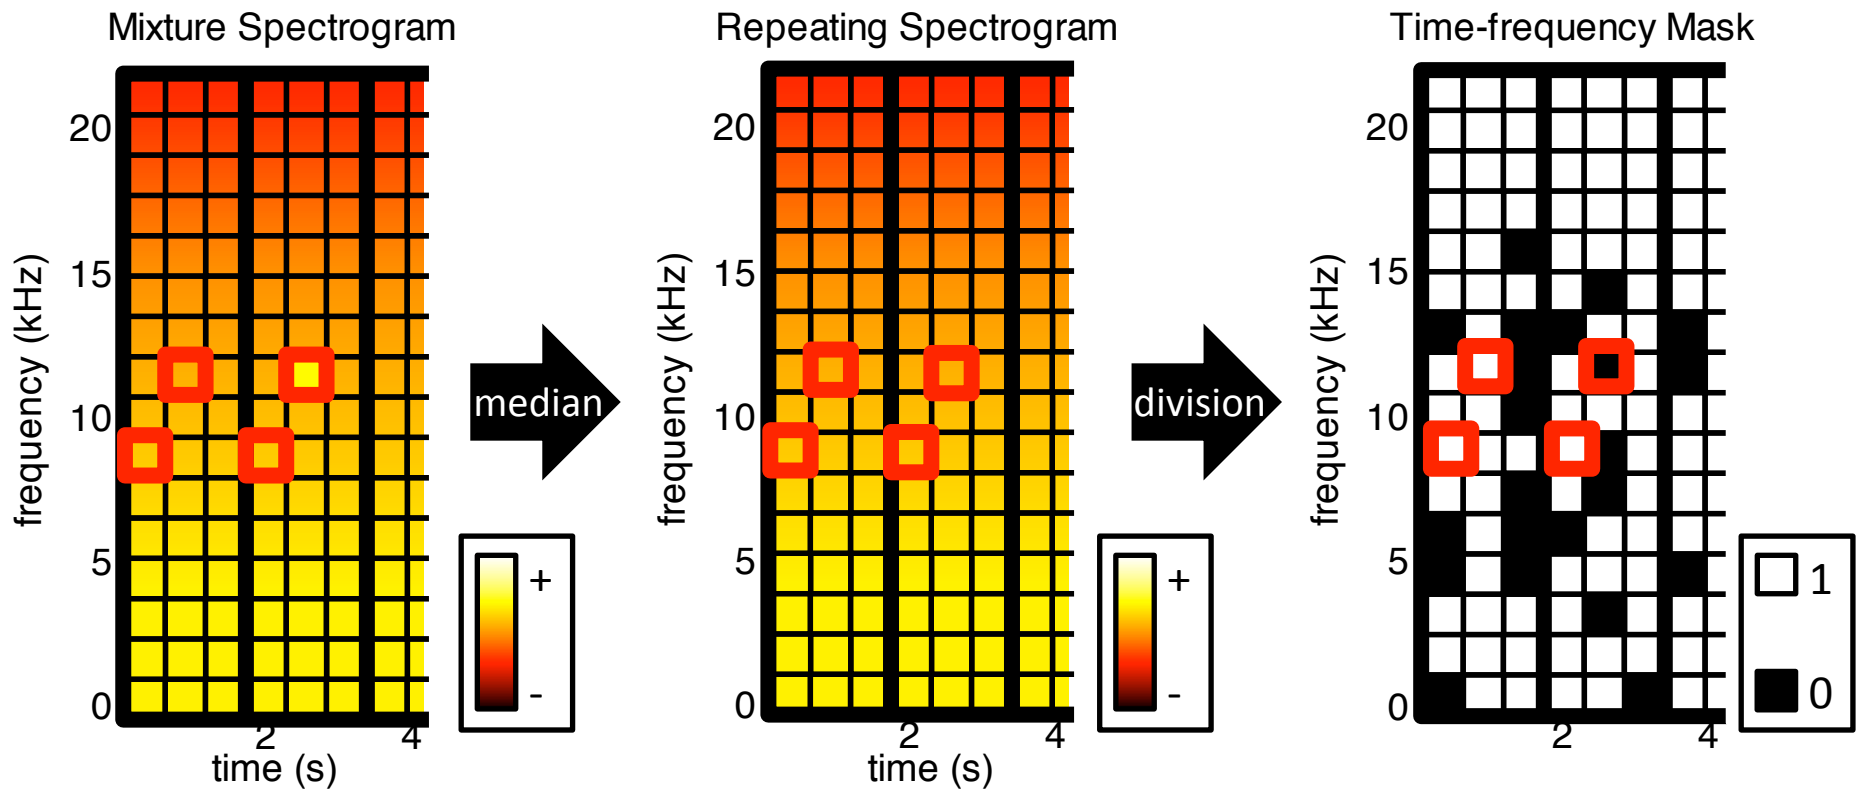 Mixture Spectrogram
frequency (kHz)
20
15
10
5
0
2
4
time (s)
+
-
median
Repeating Spectrogram
frequency (kHz)
20
15
10
5
0
2
4
time (s)
+
-
division
Time-frequency Mask
frequency (kHz)
20
15
10
5
0
2
4
1
0